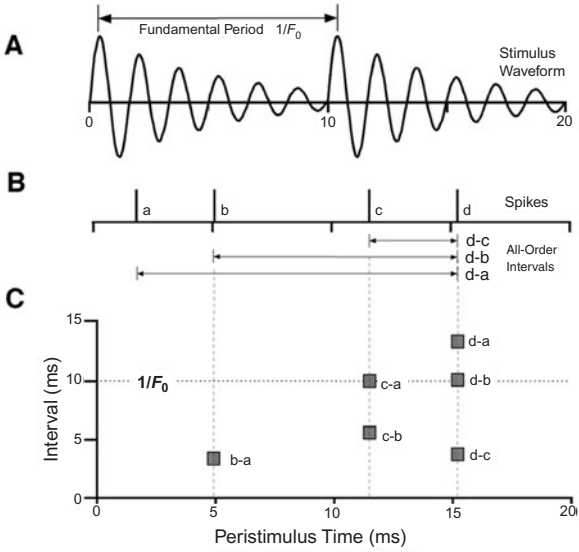 Fundamental Period 1/F0
A
Stimulus
Waveform
0 10 20
B
a b c d Spikes
d-c
d-b
d-a
All-Order
Intervals
C
15
d-a
10 1/F0 c-a d-b
c-b
5
b-a d-c
0
Interval (ms)
0 5 10 15 20
Peristimulus Time (ms)